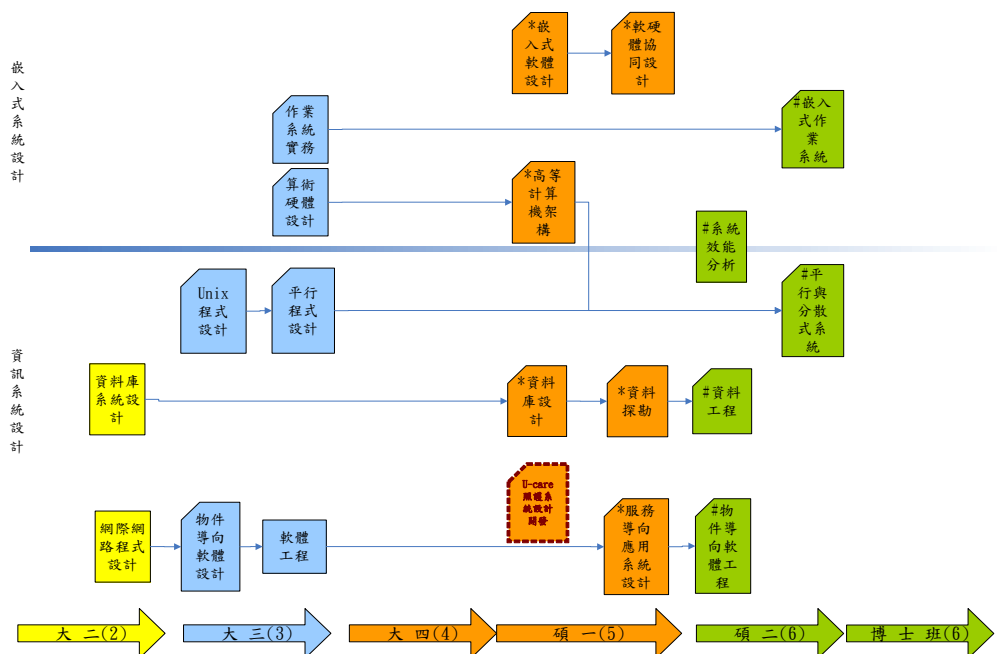 嵌
入
式
系
統
設
計
*嵌
入式
軟體
設計
*軟硬
體協
同設
計
作業
系統
實務
#嵌入
式作
業
系統
算術
硬體
設計
*高等
計算
機架
構
#系統
效能
分析
資
訊
系
統
設
計
Unix
程式
設計
平行
程式
設計
#平
行與
分散
式系
統
資料庫
系統設
計
*資料
庫設
計
*資料
探勘
#資料
工程
U-care
照護系
統設計
開發
網際網
路程式
設計
物件
導向
軟體
設計
軟體
工程
*服務
導向
應用
系統
設計
#物
件導
向軟
體工
程
大 二(2)
大 三(3)
大 四(4)
碩 一(5)
碩 二(6)
博 士 班(6)